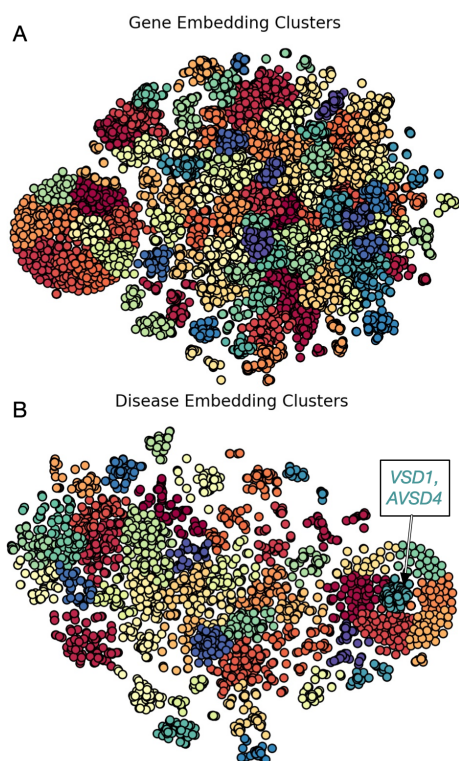 Gene Embedding Clusters
A
Disease Embedding Clusters
B
VSD1,
AVSD4